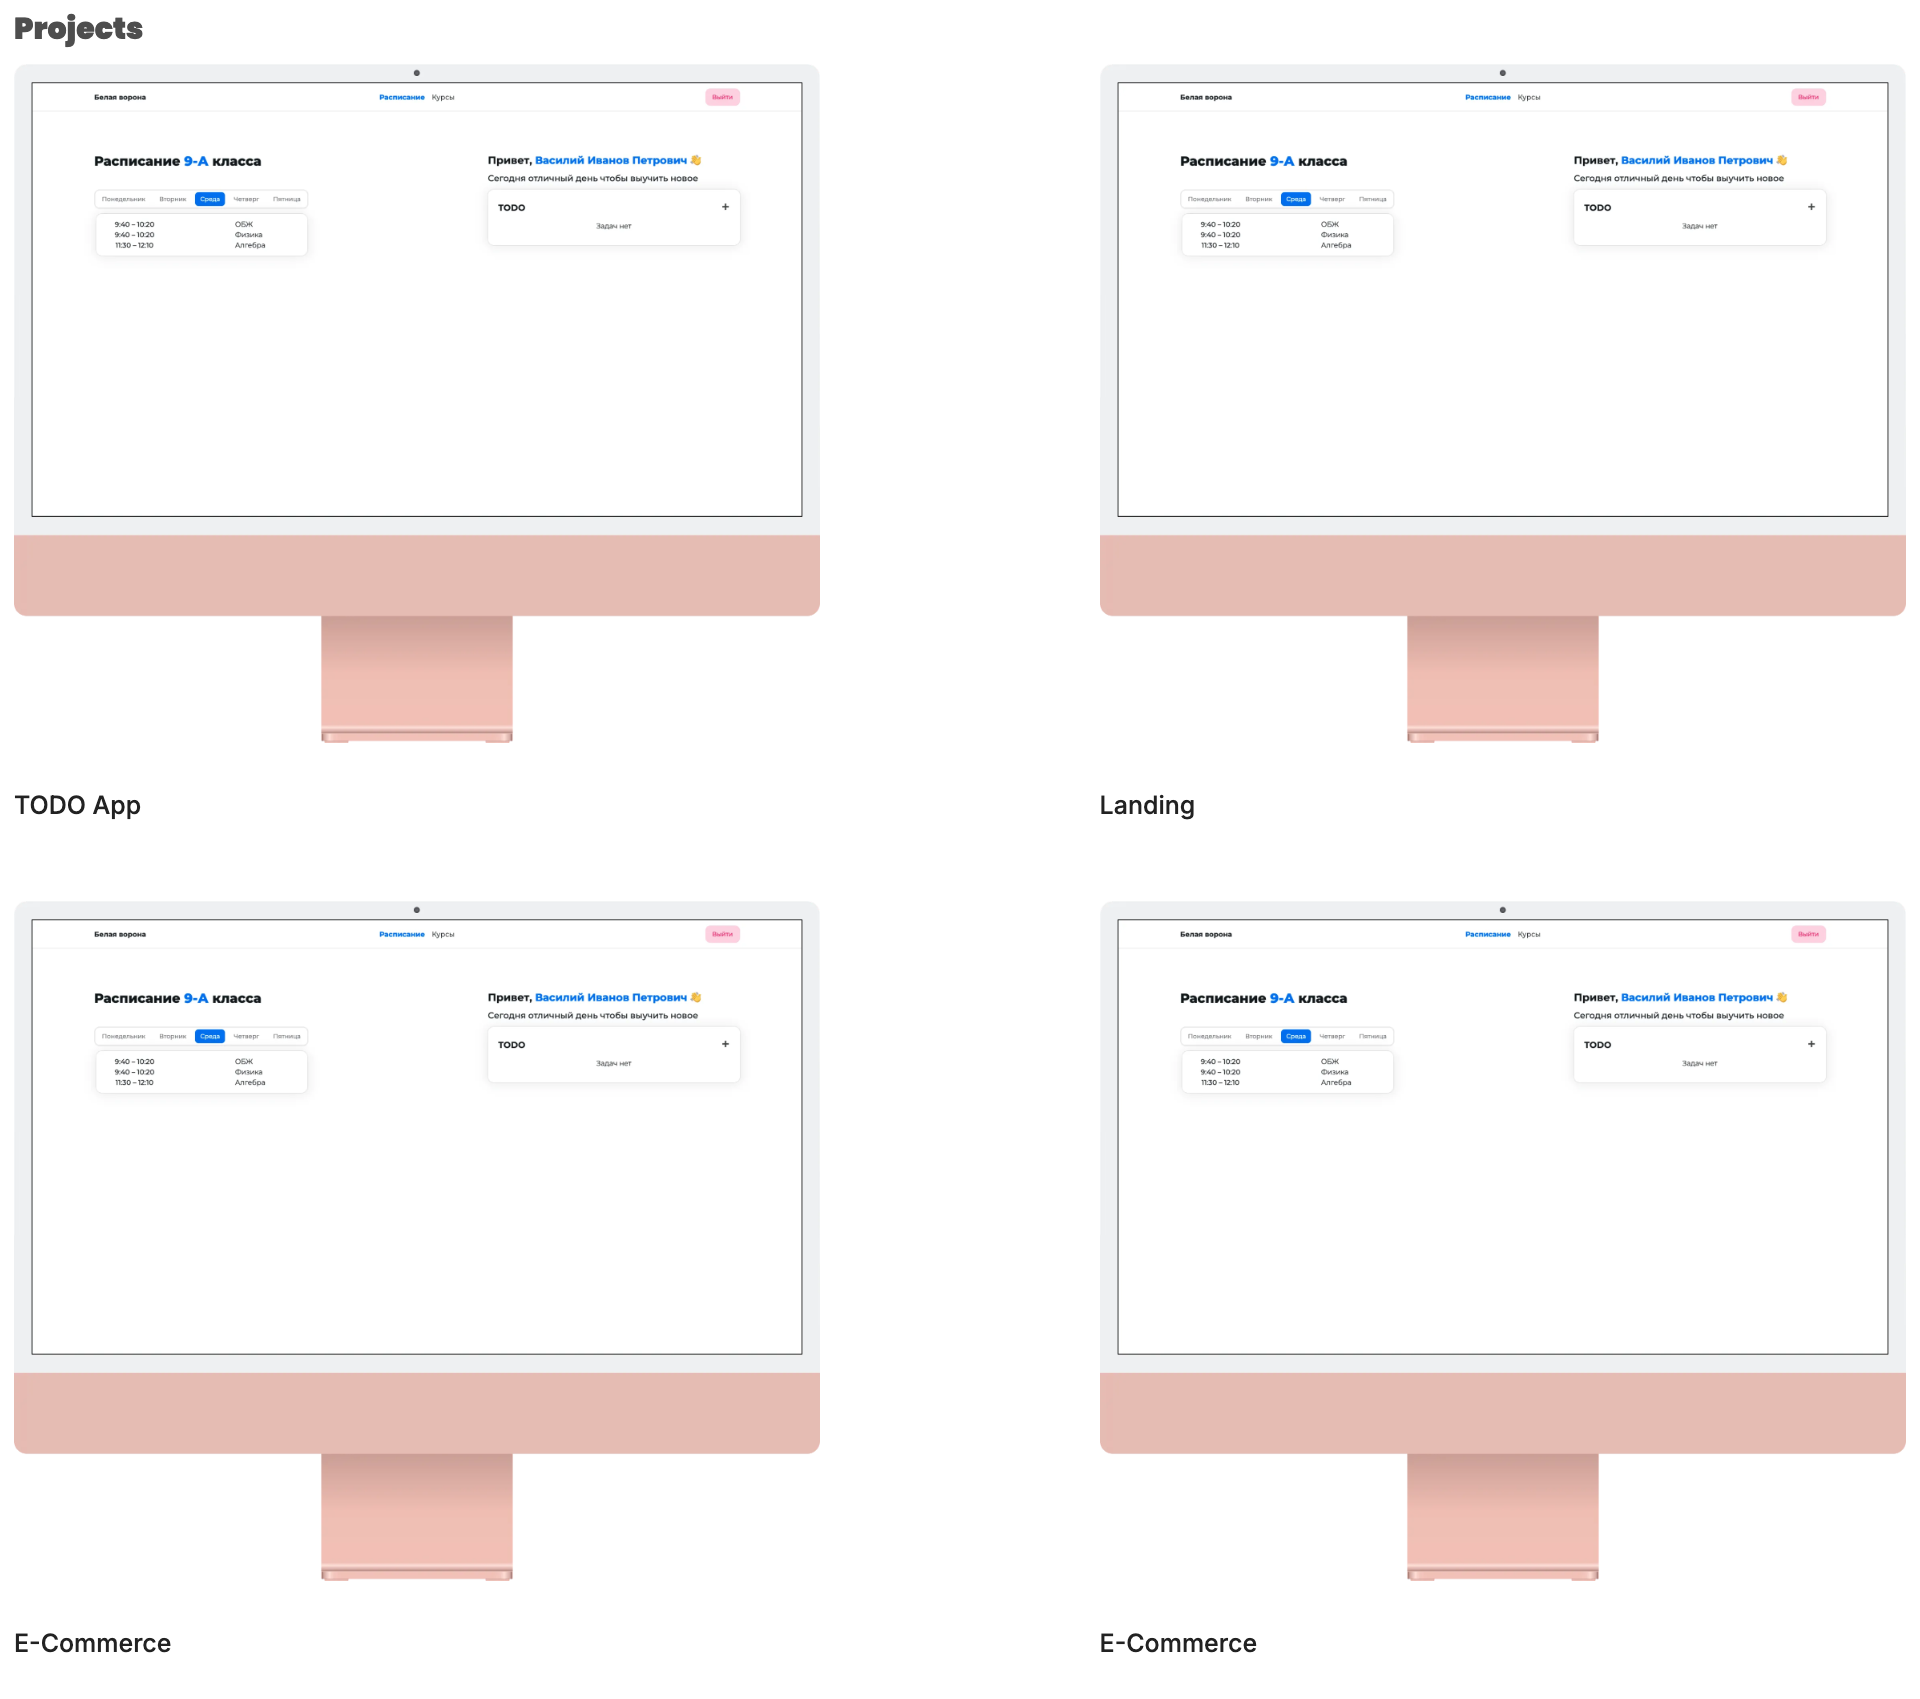 Projects
Белая ворона Расписание Курсы Выйти
Расписание 9-А класса
Понедельник Вторник Среда Четверг Пятница
9:40 – 10:20 ОБЖ
9:40 – 10:20 Физика
11:30 – 12:10 Алгебра
Привет, Василий Иванов Петрович 👋
Сегодня отличный день чтобы выучить новое
TODO +
Задач нет
TODO App
Белая ворона Расписание Курсы Выйти
Расписание 9-А класса
Понедельник Вторник Среда Четверг Пятница
9:40 – 10:20 ОБЖ
9:40 – 10:20 Физика
11:30 – 12:10 Алгебра
Привет, Василий Иванов Петрович 👋
Сегодня отличный день чтобы выучить новое
TODO +
Задач нет
Landing
Белая ворона Расписание Курсы Выйти
Расписание 9-А класса
Понедельник Вторник Среда Четверг Пятница
9:40 – 10:20 ОБЖ
9:40 – 10:20 Физика
11:30 – 12:10 Алгебра
Привет, Василий Иванов Петрович 👋
Сегодня отличный день чтобы выучить новое
TODO +
Задач нет
E-Commerce
Белая ворона Расписание Курсы Выйти
Расписание 9-А класса
Понедельник Вторник Среда Четверг Пятница
9:40 – 10:20 ОБЖ
9:40 – 10:20 Физика
11:30 – 12:10 Алгебра
Привет, Василий Иванов Петрович 👋
Сегодня отличный день чтобы выучить новое
TODO +
Задач нет
E-Commerce